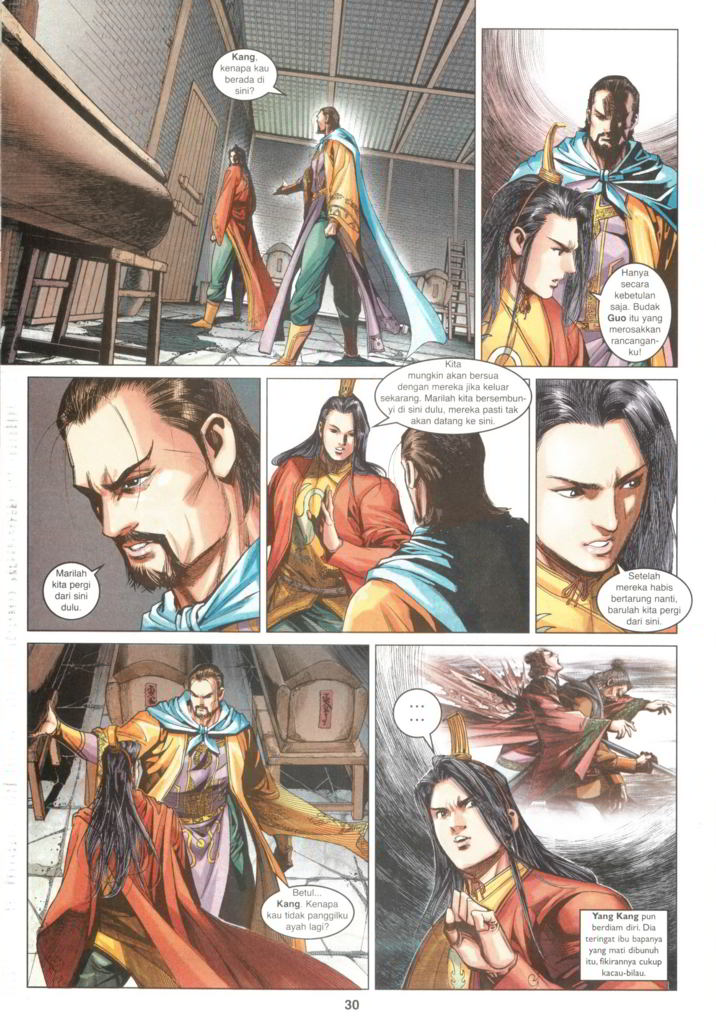 Kang,
kenapa kau
berada di
sini?
Hanya
secara
kebetulan
saja. Budak
Guo itu yang
merosakkan
rancangan-
ku!
Marilah
kita pergi
dari sini
dulu.
Kita
mungkin akan bersua
dengan mereka jika keluar
sekarang. Marilah kita bersembun-
yi di sini dulu, mereka pasti tak
akan datang ke sini.
Setelah
mereka habis
bertarung nanti,
barulah kita pergi
dari sini.
Betul...
Kang. Kenapa
kau tidak panggilku
ayah lagi?
...
...
Yang Kang pun
berdiam diri. Dia
teringat ibu bapanya
yang mati dibunuh
itu, fikirannya cukup
kacau-bilau.
30